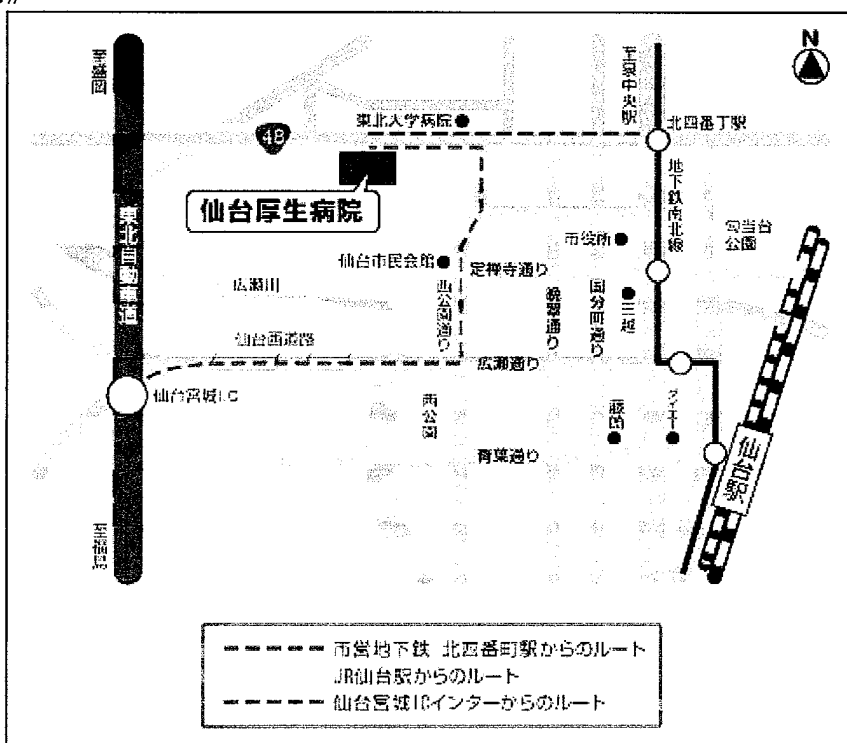 N
至盛岡
至泉中央駅
東北大学病院
北四番丁駅
48
仙台厚生病院
地下鉄南北線
勾当台
公園
市役所
仙台市民会館
定禅寺通り
東北自動車道
広瀬川
西公園通り
晩翠通り
国分町通り
三越
仙台西道路
広瀬通り
仙台宮城I.C
西公園
藤崎
ダイエー
青葉通り
仙台駅
市営地下鉄 北四番町駅からのルート
JR仙台駅からのルート
仙台宮城ICインターからのルート